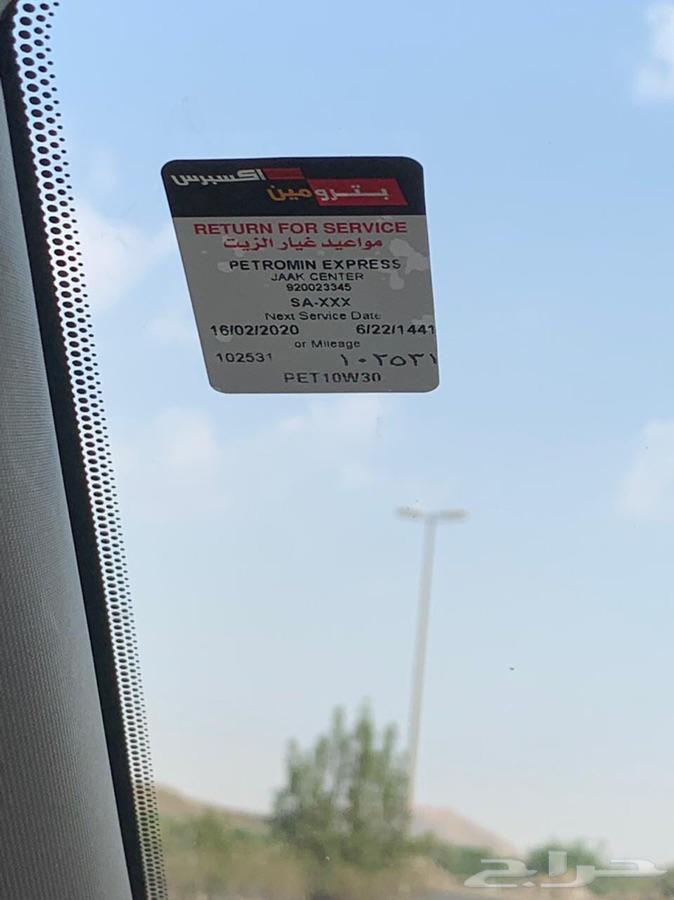 اكسبرس
بترومين
RETURN FOR SERVICE
مواعيد غيار الزيت
PETROMIN EXPRESS
JAAK CENTER
920023345
SA-XXX
Next Service Date
16/02/2020 6/22/1441
or Mileage
102531 ١٠٢٥٣١
PET10W30
حراج